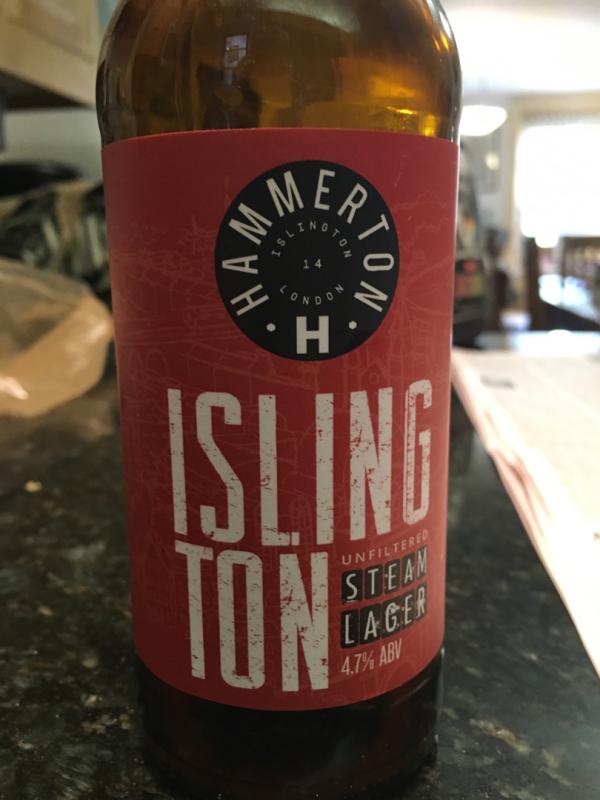 HAMMERTON
ISLINGTON
14
LONDON
• H •
ISLING
TON
UNFILTERED
STEAM
LAGER
4.7% ABV